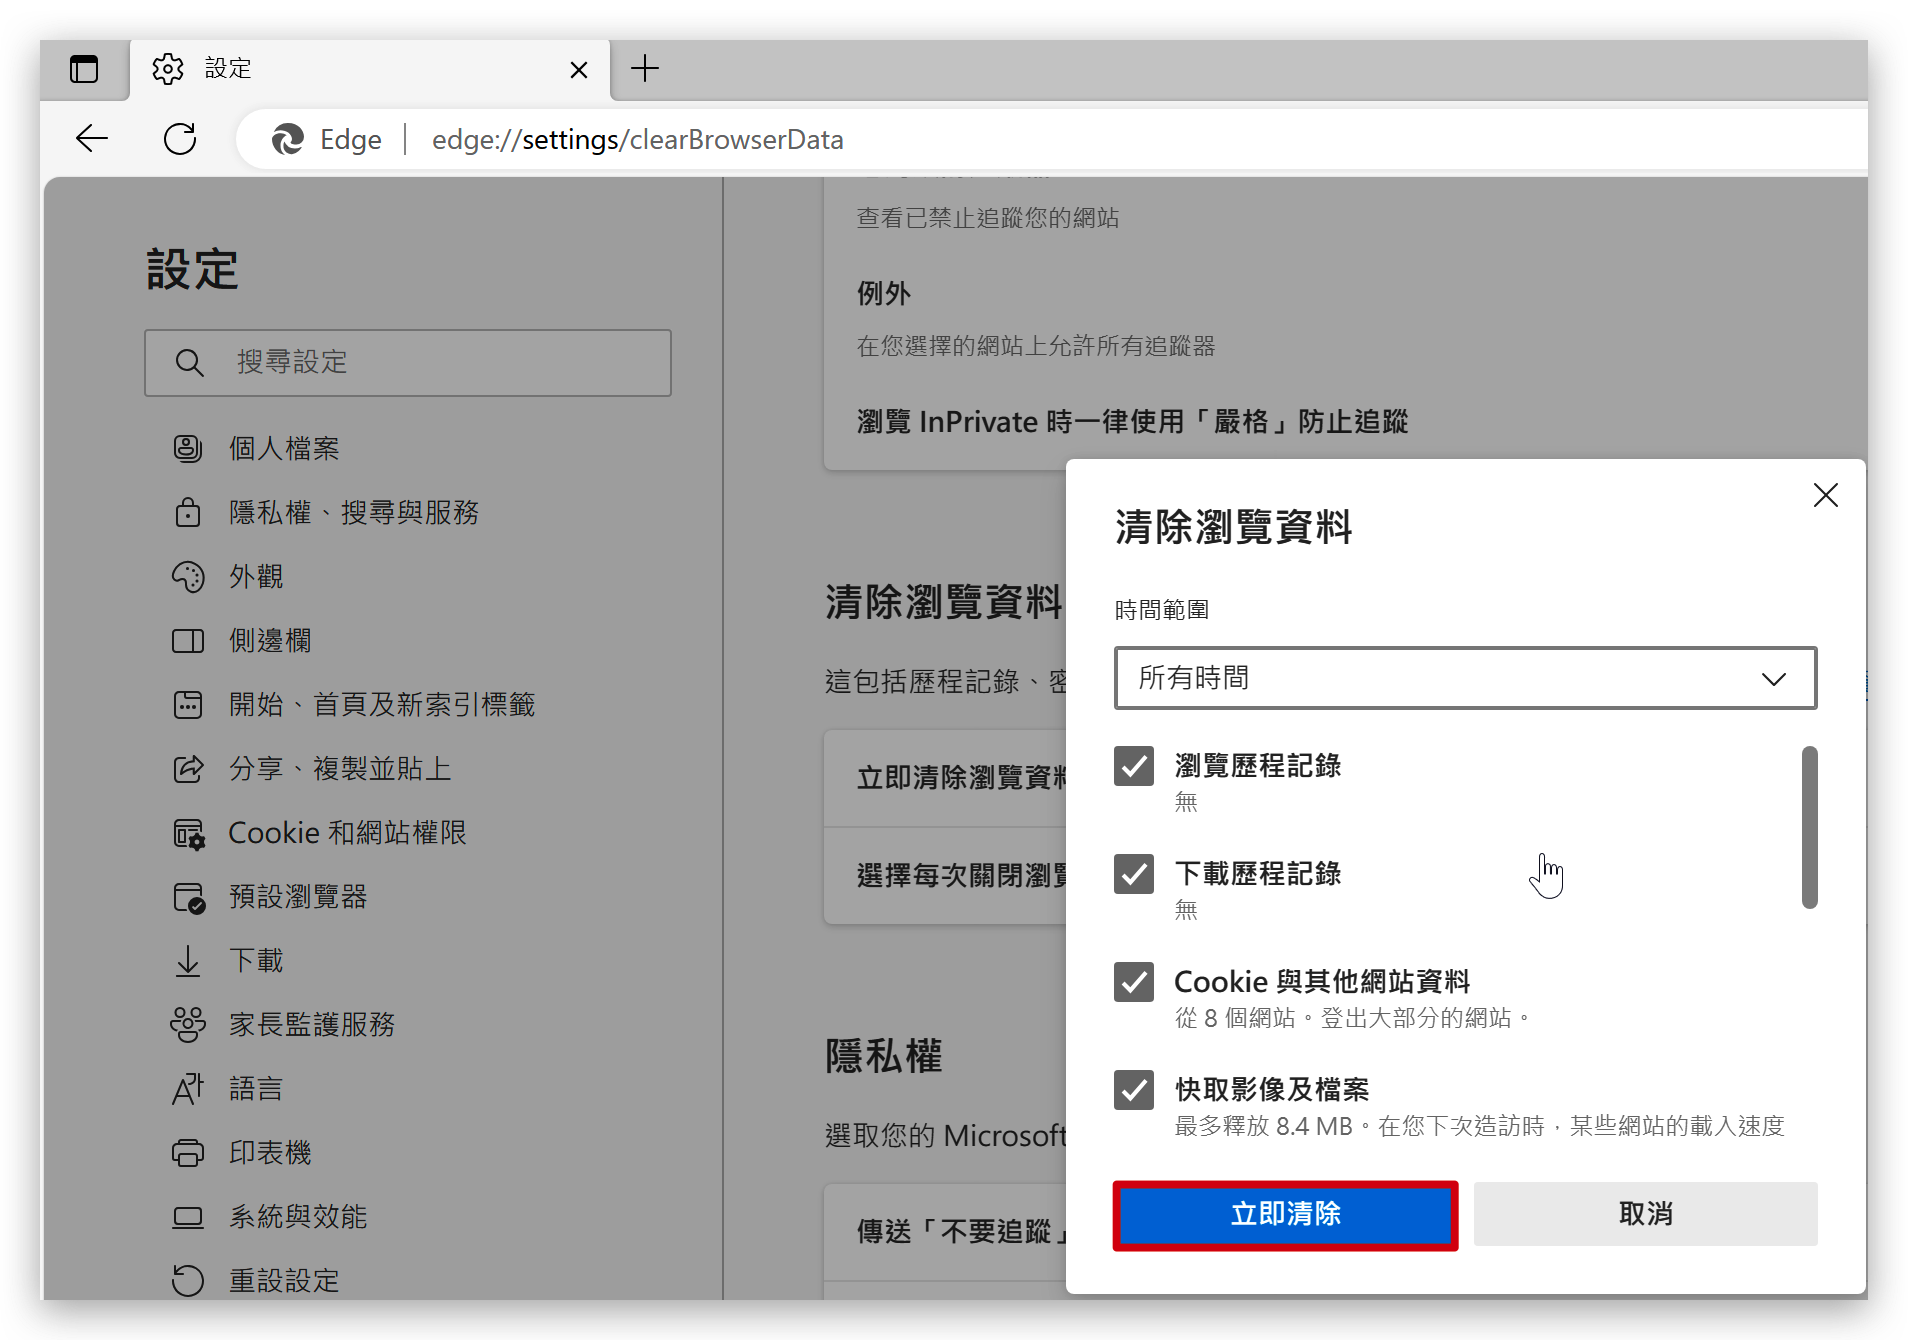 設定
Edge
edge://settings/clearBrowserData
設定
搜尋設定
個人檔案
隱私權、搜尋與服務
外觀
側邊欄
開始、首頁及新索引標籤
分享、複製並貼上
Cookie 和網站權限
預設瀏覽器
下載
家長監護服務
語言
印表機
系統與效能
重設設定
查看已禁止追蹤您的網站
例外
在您選擇的網站上允許所有追蹤器
瀏覽 InPrivate 時一律使用「嚴格」防止追蹤
清除瀏覽資料
這包括歷程記錄、密
立即清除瀏覽資料
選擇每次關閉瀏覽
隱私權
選取您的 Microsoft
傳送「不要追蹤」
清除瀏覽資料
時間範圍
所有時間
瀏覽歷程記錄
無
下載歷程記錄
無
Cookie 與其他網站資料
從 8 個網站。登出大部分的網站。
快取影像及檔案
最多釋放 8.4 MB。在您下次造訪時，某些網站的載入速度
立即清除
取消